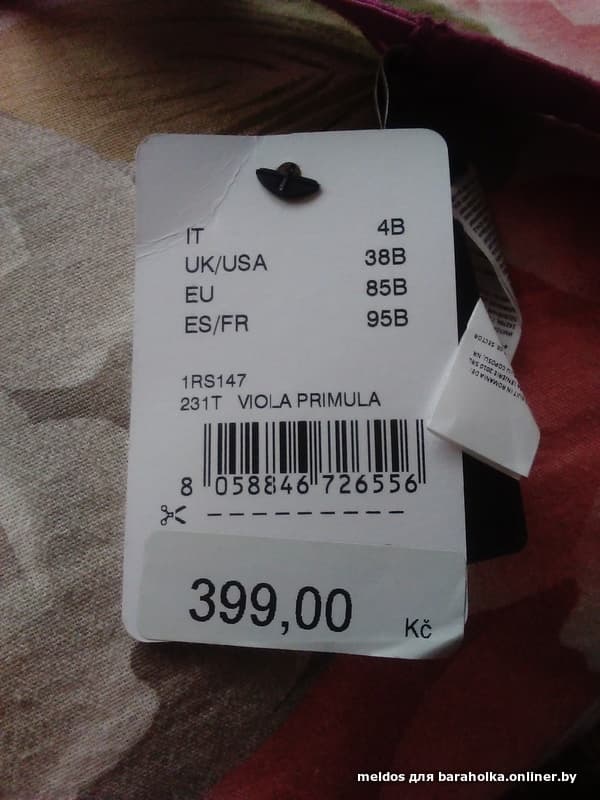 IT 4B
UK/USA 38B
EU 85B
ES/FR 95B
1RS147
231T VIOLA PRIMULA
8 058846 726556
399,00 Kč
meldos для baraholka.onliner.by